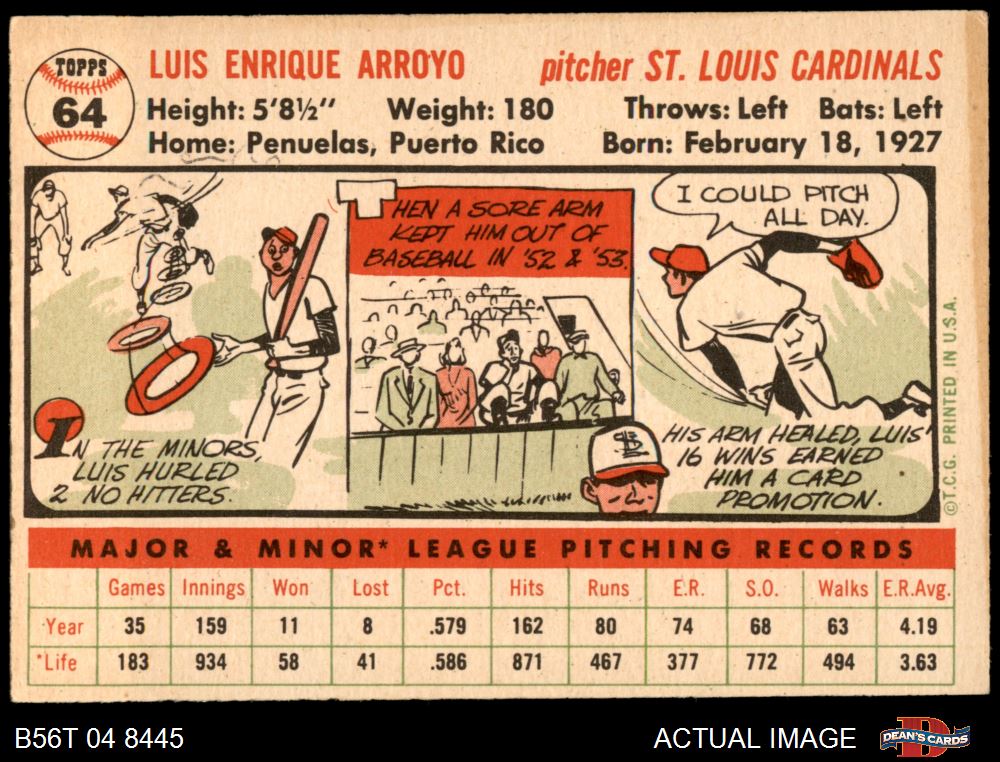 TOPPS
64
LUIS ENRIQUE ARROYO pitcher ST. LOUIS CARDINALS
Height: 5'8½" Weight: 180 Throws: Left Bats: Left
Home: Penuelas, Puerto Rico Born: February 18, 1927
IN THE MINORS,
LUIS HURLED
2 NO HITTERS.
THEN A SORE ARM
KEPT HIM OUT OF
BASEBALL IN '52 & '53.
I COULD PITCH
ALL DAY.
HIS ARM HEALED, LUIS'
16 WINS EARNED
HIM A CARD
PROMOTION.
©T.C.G. PRINTED IN U.S.A.
MAJOR & MINOR* LEAGUE PITCHING RECORDS
Games Innings Won Lost Pct. Hits Runs E.R. S.O. Walks E.R.Avg.
Year 35 159 11 8 .579 162 80 74 68 63 4.19
*Life 183 934 58 41 .586 871 467 377 772 494 3.63
B56T 04 8445 ACTUAL IMAGE DEAN'S CARDS